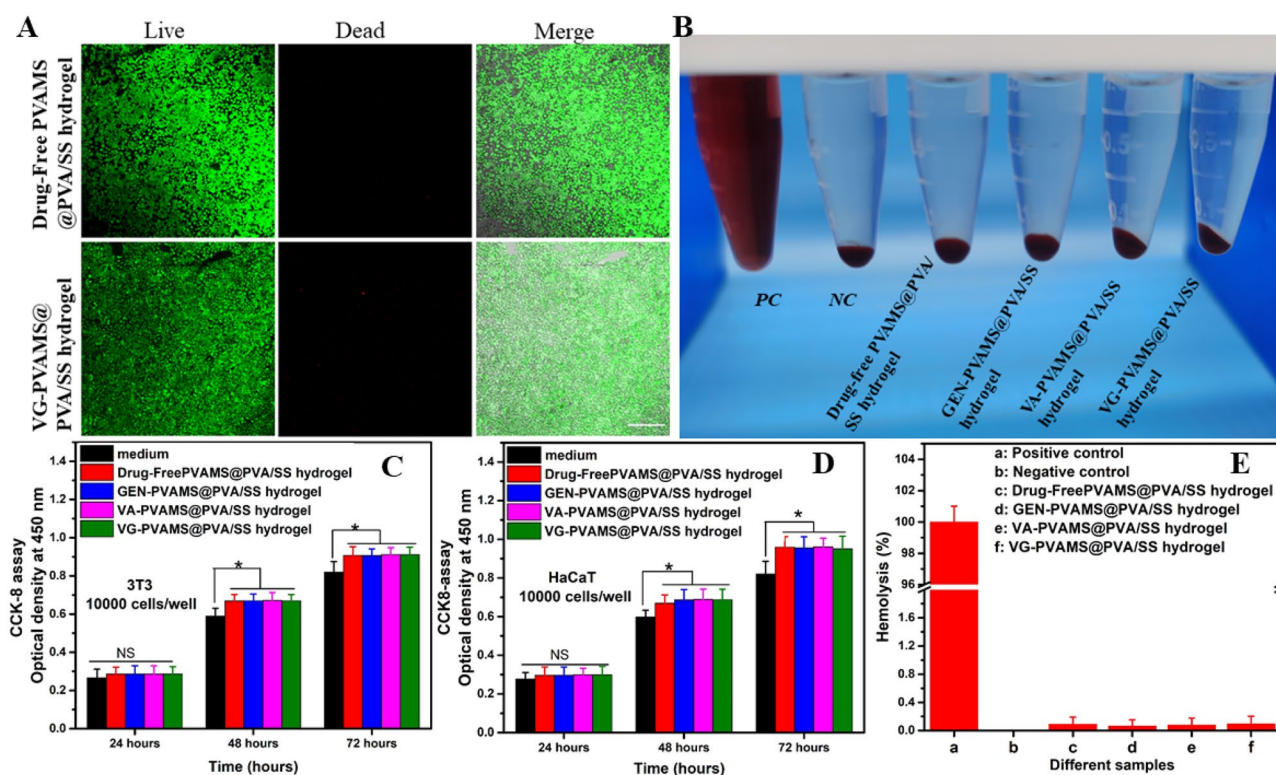 A
Live
Dead
Merge
Drug-Free PVAMS
@PVA/SS hydrogel
VG-PVAMS@
PVA/SS hydrogel
B
PC
NC
Drug-free PVAMS@PVA/
SS hydrogel
GEN-PVAMS@PVA/SS
hydrogel
VA-PVAMS@PVA/SS
hydrogel
VG-PVAMS@PVA/SS
hydrogel
C
CCK-8 assay
Optical density at 450 nm
1.4
1.2
1.0
0.9
0.7
0.6
0.4
0.3
0.1
0.0
medium
Drug-FreePVAMS@PVA/SS hydrogel
GEN-PVAMS@PVA/SS hydrogel
VA-PVAMS@PVA/SS hydrogel
VG-PVAMS@PVA/SS hydrogel
3T3
10000 cells/well
NS
*
*
24 hours
48 hours
72 hours
Time (hours)
D
CCK8-assay
Optical density at 450 nm
1.4
1.2
1.0
0.8
0.6
0.4
0.2
0.0
medium
Drug-FreePVAMS@PVA/SS hydrogel
GEN-PVAMS@PVA/SS hydrogel
VA-PVAMS@PVA/SS hydrogel
VG-PVAMS@PVA/SS hydrogel
HaCaT
10000 cells/well
NS
*
*
24 hours
48 hours
72 hours
Time (hours)
E
Hemolysis (%)
104
102
100
98
96
1.6
1.2
0.8
0.4
0.0
a: Positive control
b: Negative control
c: Drug-FreePVAMS@PVA/SS hydrogel
d: GEN-PVAMS@PVA/SS hydrogel
e: VA-PVAMS@PVA/SS hydrogel
f: VG-PVAMS@PVA/SS hydrogel
a
b
c
d
e
f
Different samples